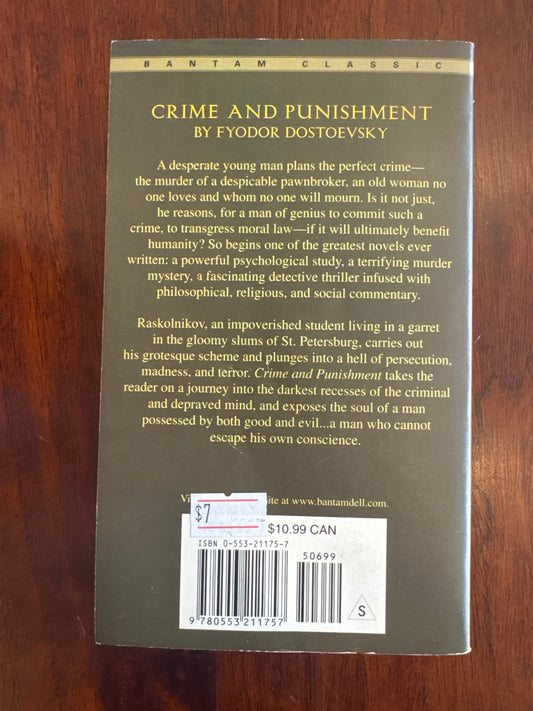 BANTAM CLASSIC
CRIME AND PUNISHMENT
BY FYODOR DOSTOEVSKY
A desperate young man plans the perfect crime—
the murder of a despicable pawnbroker, an old woman no
one loves and whom no one will mourn. Is it not just,
he reasons, for a man of genius to commit such a
crime, to transgress moral law—if it will ultimately benefit
humanity? So begins one of the greatest novels ever
written: a powerful psychological study, a terrifying murder
mystery, a fascinating detective thriller infused with
philosophical, religious, and social commentary.
Raskolnikov, an impoverished student living in a garret
in the gloomy slums of St. Petersburg, carries out
his grotesque scheme and plunges into a hell of persecution,
madness, and terror. Crime and Punishment takes the
reader on a journey into the darkest recesses of the criminal
and depraved mind, and exposes the soul of a man
possessed by both good and evil...a man who cannot
escape his own conscience.
at www.bantamdell.com.
$7
$10.99 CAN
ISBN 0-553-21175-7
50699
9 780553 211757
S